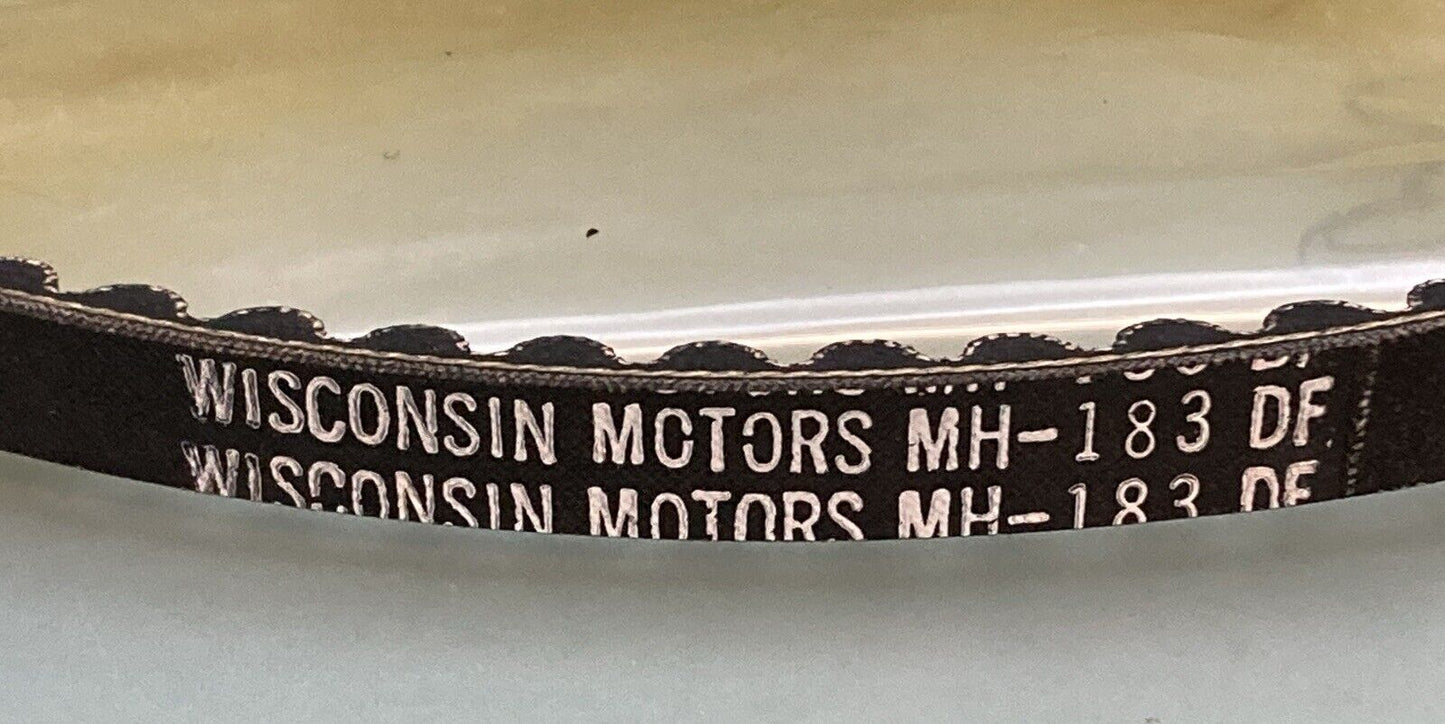 WISCONSIN MOTORS MH-183 DF
WISCONSIN MOTORS MH-183 DF